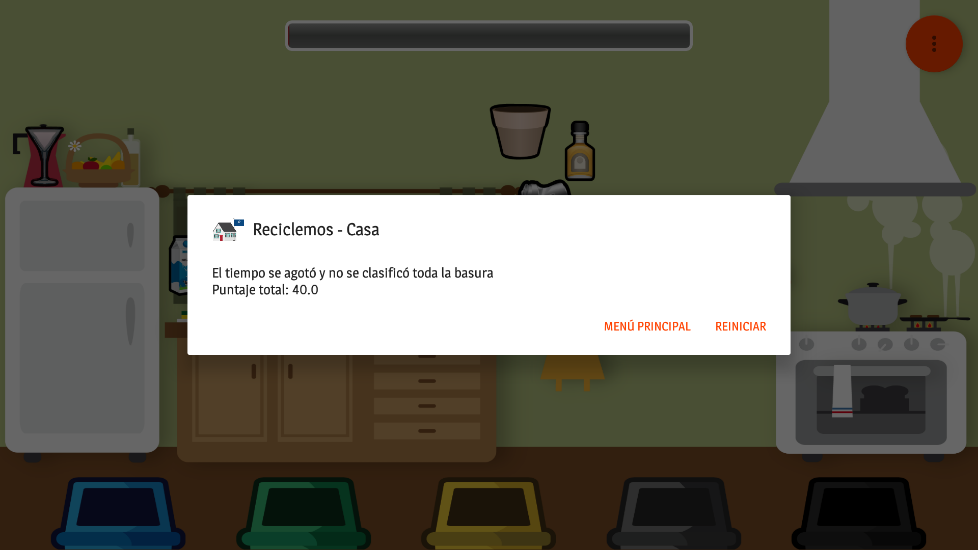 Reciclemos - Casa
El tiempo se agotó y no se clasificó toda la basura
Puntaje total: 40.0
MENÚ PRINCIPAL
REINICIAR